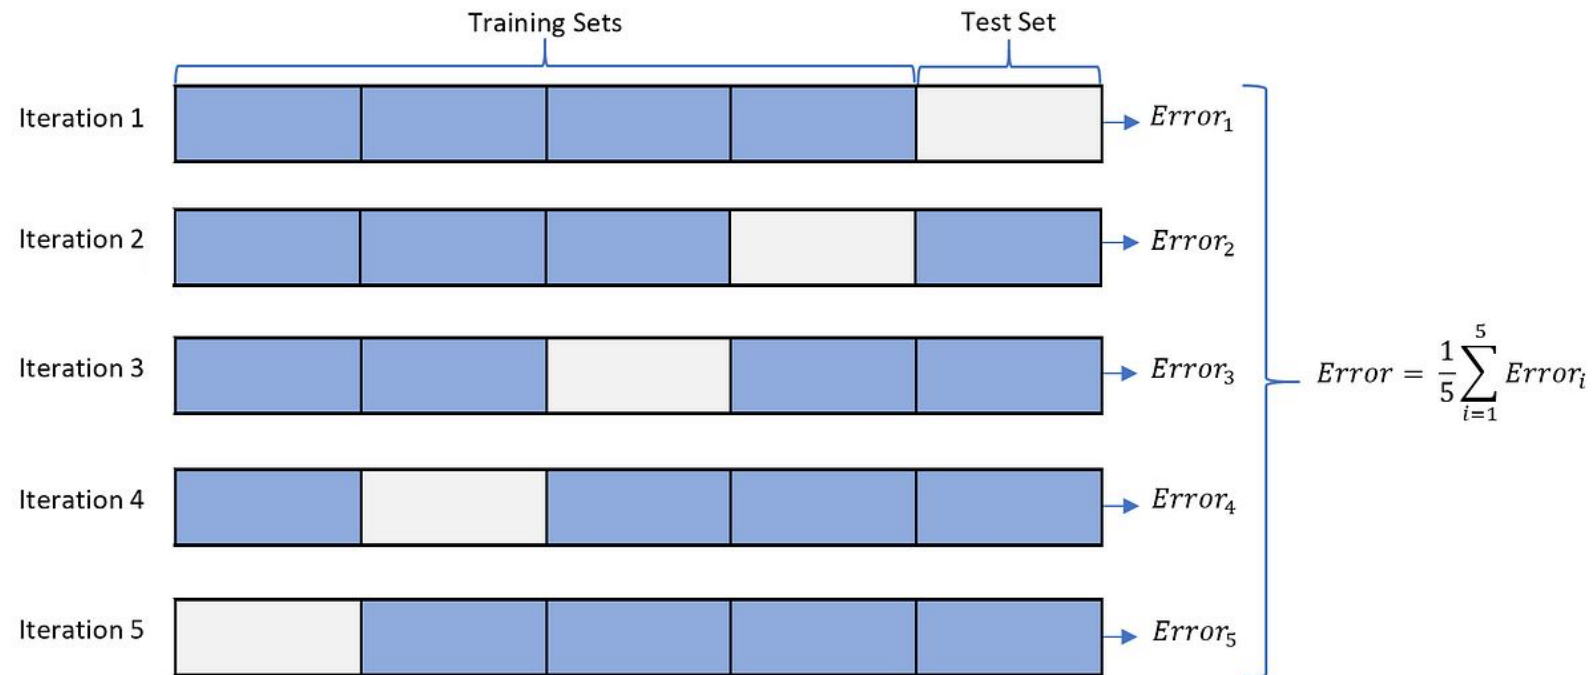 Training Sets
Test Set
Iteration 1
Error₁
Iteration 2
Error₂
Iteration 3
Error₃
Error = 1/5 ∑_{i=1}^{5} Errorᵢ
Iteration 4
Error₄
Iteration 5
Error₅